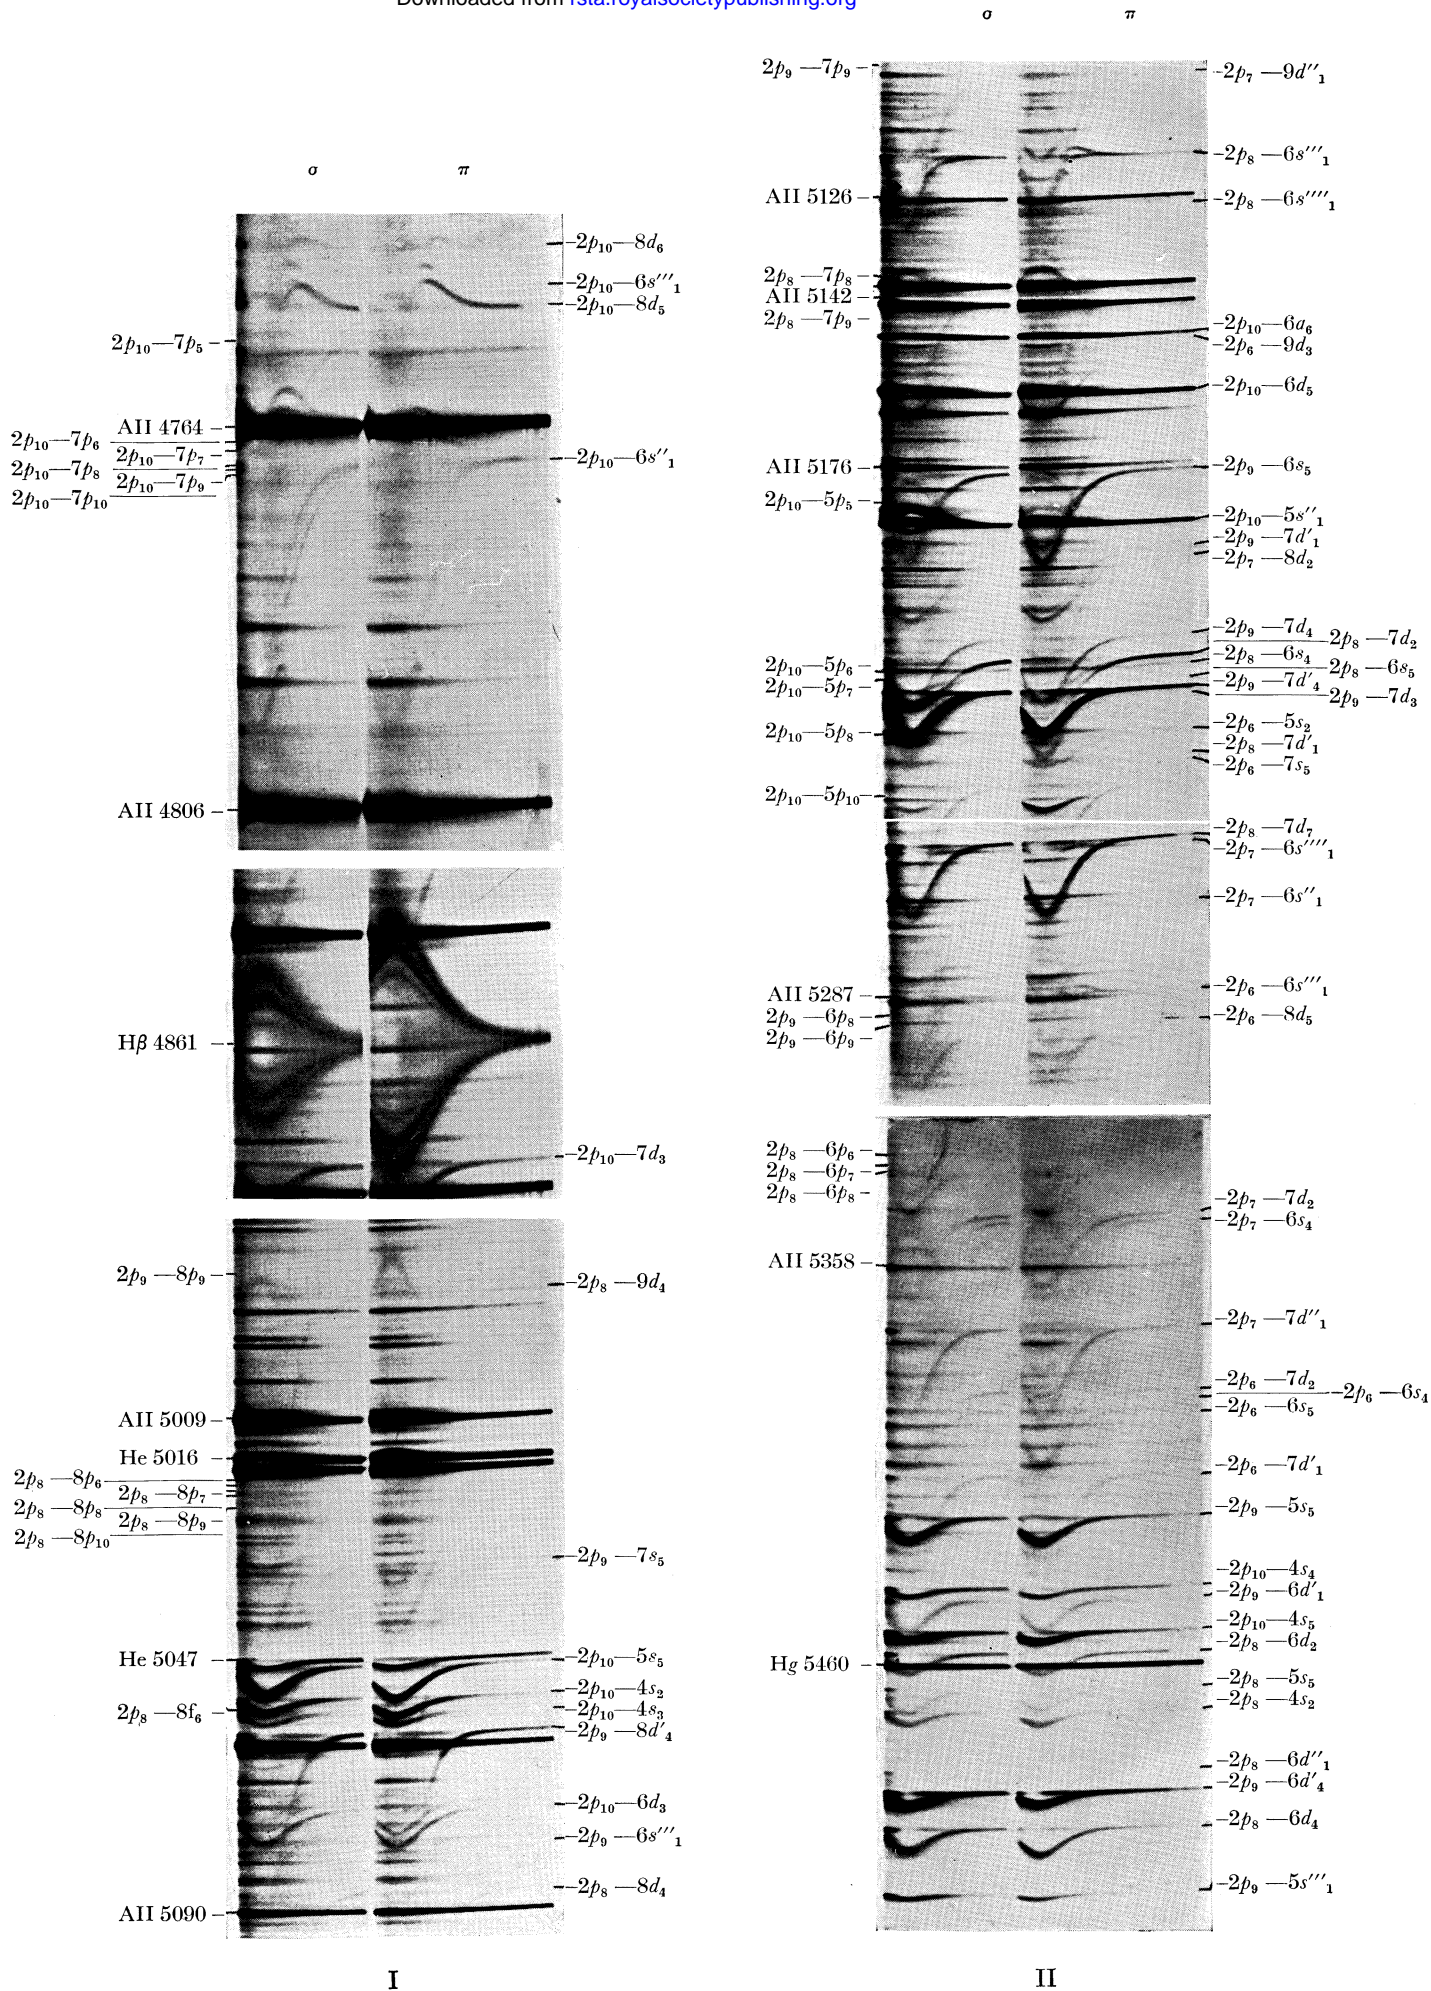 Downloaded from rsta.royalsocietypublishing.org
σ π
2p₁₀—8d₆
2p₁₀—6s′′′₁
2p₁₀—8d₅
2p₁₀—7p₅
AII 4764
2p₁₀—7p₆
2p₁₀—7p₇
2p₁₀—7p₈
2p₁₀—7p₉
2p₁₀—7p₁₀
2p₁₀—6s′′₁
AII 4806
Hβ 4861
2p₁₀—7d₃
2p₉—8p₉
2p₈—9d₄
AII 5009
He 5016
2p₈—8p₆
2p₈—8p₇
2p₈—8p₈
2p₈—8p₉
2p₈—8p₁₀
2p₉—7s₅
He 5047
2p₁₀—5s₅
2p₁₀—4s₂
2p₈—8f₆
2p₁₀—4s₃
2p₉—8d′₄
2p₁₀—6d₃
2p₉—6s′′′₁
2p₈—8d₄
AII 5090
I
σ π
2p₉—7p₉
2p₇—9d′′₁
2p₈—6s′′′₁
AII 5126
2p₈—6s′′′′₁
2p₈—7p₈
AII 5142
2p₈—7p₉
2p₁₀—6d₆
2p₆—9d₃
2p₁₀—6d₅
AII 5176
2p₉—6s₅
2p₁₀—5p₅
2p₁₀—5s′′₁
2p₉—7d′₁
2p₇—8d₂
2p₉—7d₄
2p₈—7d₂
2p₈—6s₄
2p₁₀—5p₆
2p₈—6s₅
2p₁₀—5p₇
2p₉—7d′₄
2p₉—7d₃
2p₁₀—5p₈
2p₆—5s₂
2p₈—7d′₁
2p₆—7s₅
2p₁₀—5p₁₀
2p₈—7d₇
2p₇—6s′′′′₁
2p₇—6s′′₁
AII 5287
2p₆—6s′′′₁
2p₉—6p₈
2p₆—8d₅
2p₉—6p₉
2p₈—6p₆
2p₈—6p₇
2p₈—6p₈
2p₇—7d₂
2p₇—6s₄
AII 5358
2p₇—7d′′₁
2p₆—7d₂
2p₆—6s₄
2p₆—6s₅
2p₆—7d′₁
2p₉—5s₅
2p₁₀—4s₄
2p₉—6d′₁
2p₁₀—4s₅
2p₈—6d₂
Hg 5460
2p₈—5s₅
2p₈—4s₂
2p₈—6d′′₁
2p₉—6d′₄
2p₈—6d₄
2p₉—5s′′′₁
II